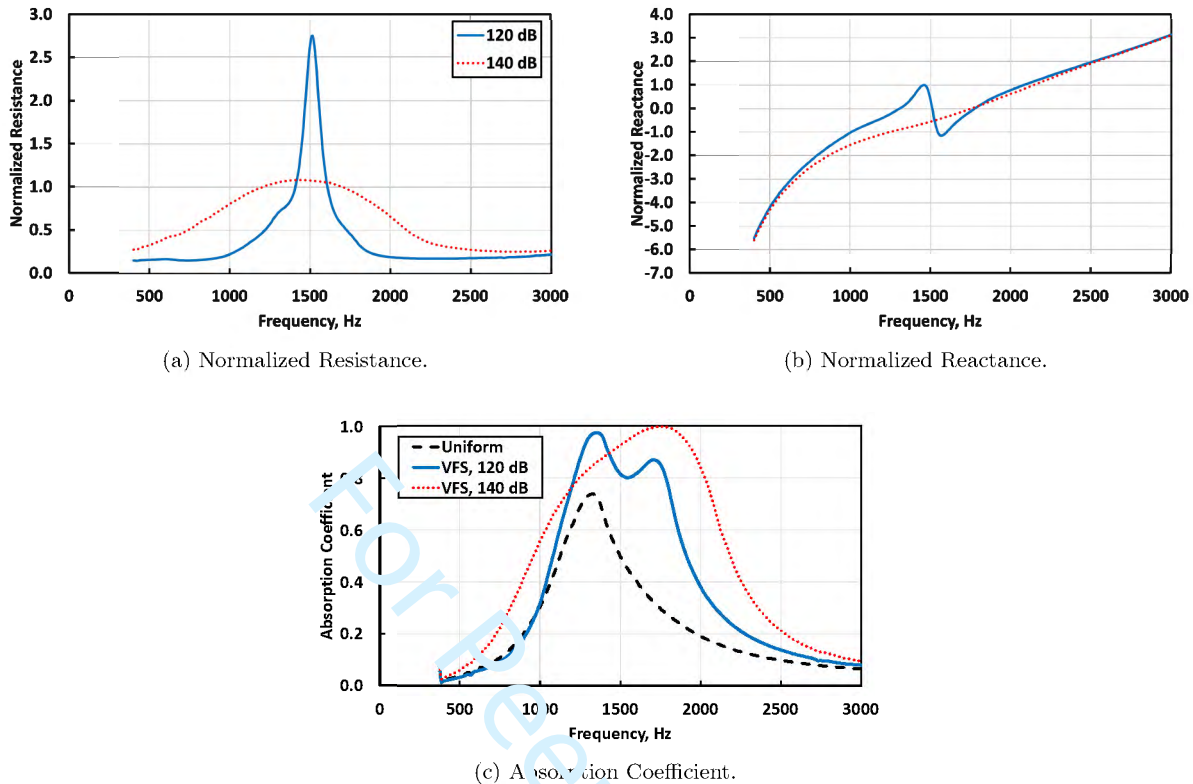 3.0
2.5
2.0
1.5
1.0
0.5
0.0
Normalized Resistance
120 dB
140 dB
0 500 1000 1500 2000 2500 3000
Frequency, Hz
(a) Normalized Resistance.
4.0
3.0
2.0
1.0
0.0
-1.0
-2.0
-3.0
-4.0
-5.0
-6.0
-7.0
Normalized Reactance
0 500 1000 1500 2000 2500 3000
Frequency, Hz
(b) Normalized Reactance.
1.0
0.8
0.6
0.4
0.2
0.0
Absorption Coefficient
Uniform
VFS, 120 dB
VFS, 140 dB
0 500 1000 1500 2000 2500 3000
Frequency, Hz
(c) Absorption Coefficient.
For Pee